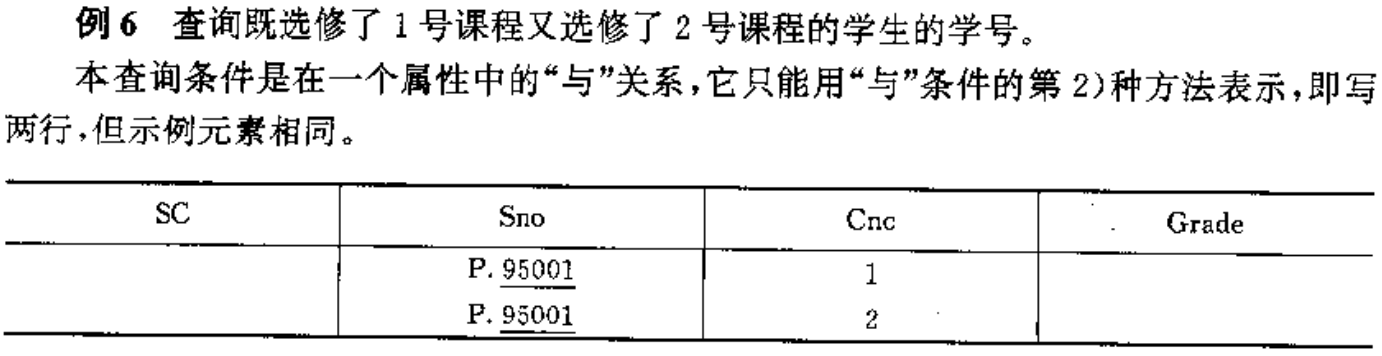 例 6 查询既选修了 1 号课程又选修了 2 号课程的学生的学号。
本查询条件是在一个属性中的“与”关系,它只能用“与”条件的第 2)种方法表示,即写
两行,但示例元素相同。
SC Sno Cnc Grade
P. 95001 1
P. 95001 2